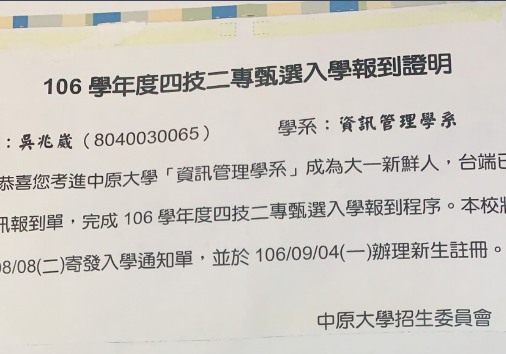 106 學年度四技二專甄選入學報到證明
：吳兆崴（8040030065） 學系：資訊管理學系
恭喜您考進中原大學「資訊管理學系」成為大一新鮮人，台端已
訊報到單，完成 106 學年度四技二專甄選入學報到程序。本校將
08/08(二)寄發入學通知單，並於 106/09/04(一)辦理新生註冊。
中原大學招生委員會